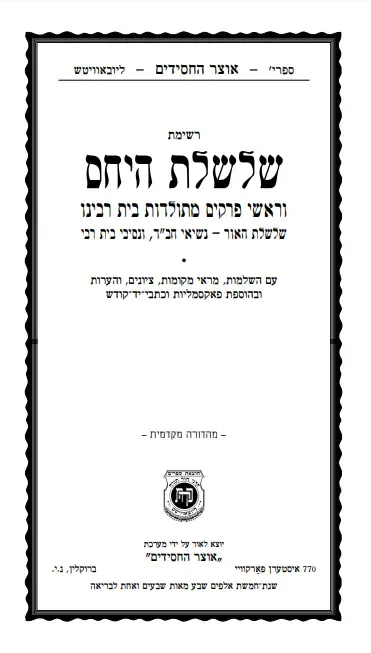 ספרי׳ – אוצר החסידים – ליובאוויטש
רשימת
שלשלת היחס
וראשי פרקים מתולדות בית רבינו
שלשלת האור – נשיאי חב״ד, ונסיכי בית רבי
•
עם השלמות, מראי מקומות, ציונים, והערות
ובהוספת פאקסמליות וכתבי־יד־קודש
– מהדורה מקדמית –
יוצא לאור על ידי מערכת
„אוצר החסידים״
770 איסטערן פּאַרקוויי ברוקלין, נ.י.
שנת־חמשת אלפים שבע מאות שבעים ואחת לבריאה